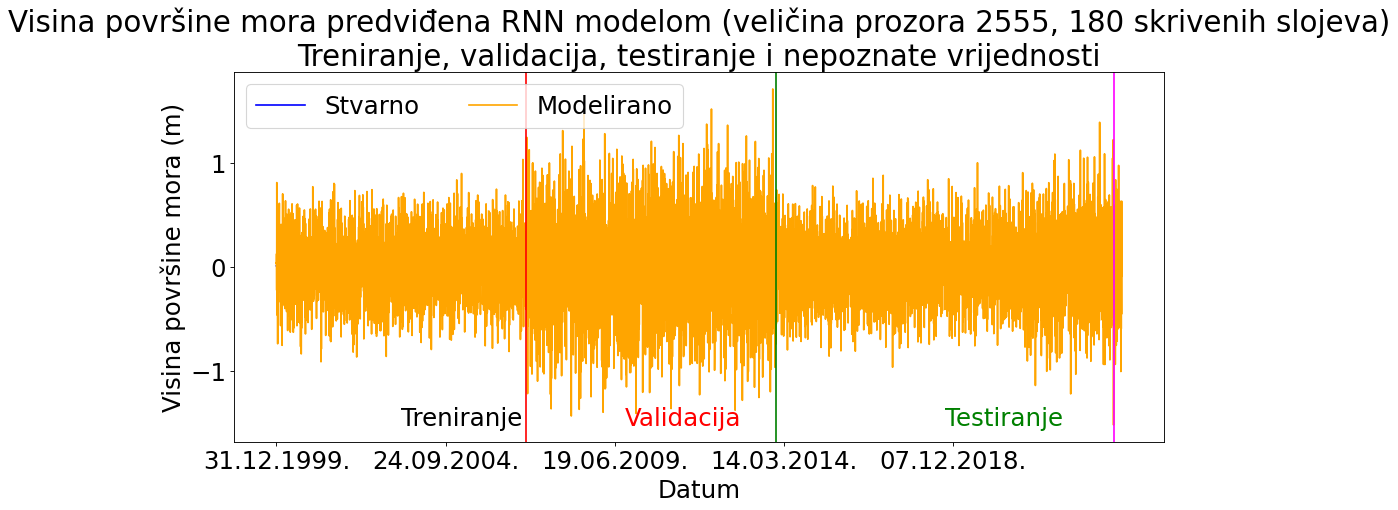 Visina površine mora predviđena RNN modelom (veličina prozora 2555, 180 skrivenih slojeva)
Treniranje, validacija, testiranje i nepoznate vrijednosti
Stvarno Modelirano
Visina površine mora (m)
1
0
−1
Treniranje Validacija Testiranje
31.12.1999. 24.09.2004. 19.06.2009. 14.03.2014. 07.12.2018.
Datum